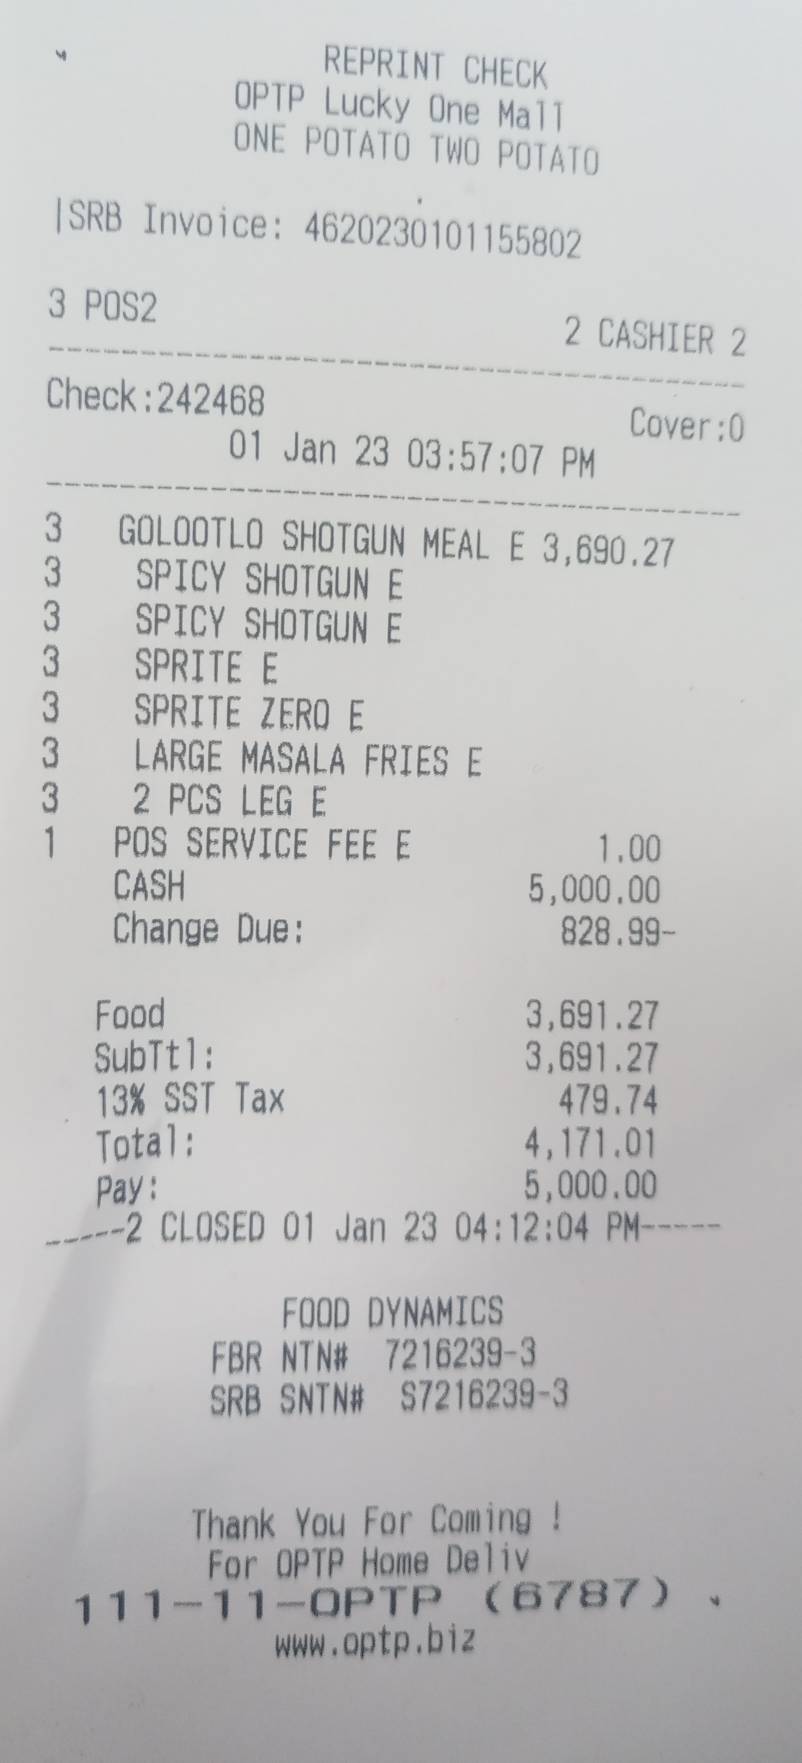 REPRINT CHECK
OPTP Lucky One Mall
ONE POTATO TWO POTATO
|SRB Invoice: 4620230101155802
3 POS2 2 CASHIER 2
--------------------------------------
Check:242468 Cover:0
01 Jan 23 03:57:07 PM
--------------------------------------
3 GOLOOTLO SHOTGUN MEAL E 3,690.27
3 SPICY SHOTGUN E
3 SPICY SHOTGUN E
3 SPRITE E
3 SPRITE ZERO E
3 LARGE MASALA FRIES E
3 2 PCS LEG E
1 POS SERVICE FEE E 1.00
CASH 5,000.00
Change Due: 828.99-
Food 3,691.27
SubTtl: 3,691.27
13% SST Tax 479.74
Total: 4,171.01
Pay: 5,000.00
-----2 CLOSED 01 Jan 23 04:12:04 PM-----
FOOD DYNAMICS
FBR NTN# 7216239-3
SRB SNTN# S7216239-3
Thank You For Coming !
For OPTP Home Deliv
111-11-OPTP (6787) .
www.optp.biz